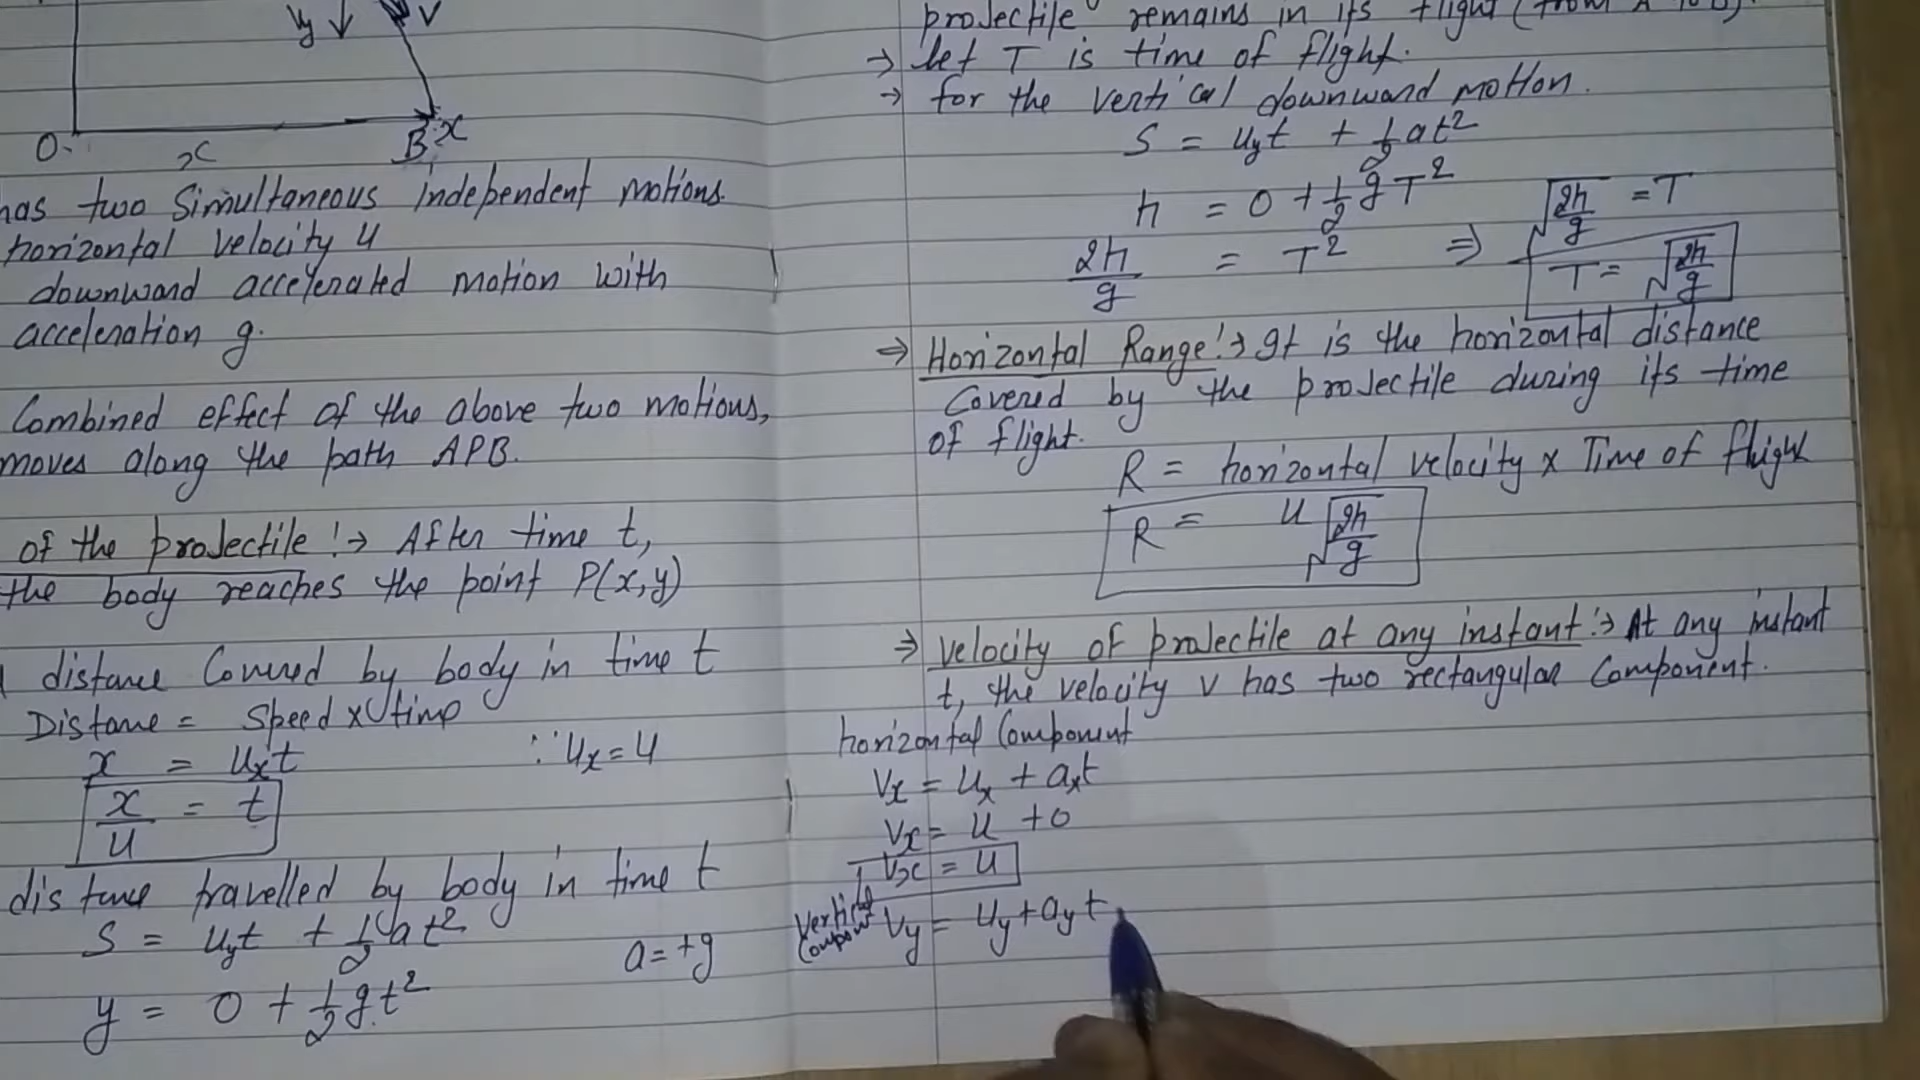 Vy ↓ V
O x B x
has two Simultaneous independent motions.
horizontal velocity u
downward accelerated motion with
acceleration g.
Combined effect of the above two motions,
moves along the path APB.
of the projectile :→ After time t,
the body reaches the point P(x,y)
distance Covered by body in time t
Distance = Speed x time
x = uxt ∵ ux = u
x/u = t
distance travelled by body in time t
S = uyt + 1/2 at² a = +g
y = 0 + 1/2 gt²
projectile remains in its flight (from A to B).
→ let T is time of flight.
→ for the vertical downward motion.
S = uyt + 1/2 at²
h = 0 + 1/2 gT²
2h/g = T² ⇒ √2h/g = T
T = √2h/g
⇒ Horizontal Range :→ It is the horizontal distance
Covered by the projectile during its time
of flight.
R = horizontal velocity x Time of flight
R = u √2h/g
⇒ velocity of projectile at any instant :→ At any instant
t, the velocity v has two rectangular Component.
horizontal Component
Vx = ux + axt
Vx = u + 0
Vx = u
Vertical Component Vy = uy + ayt